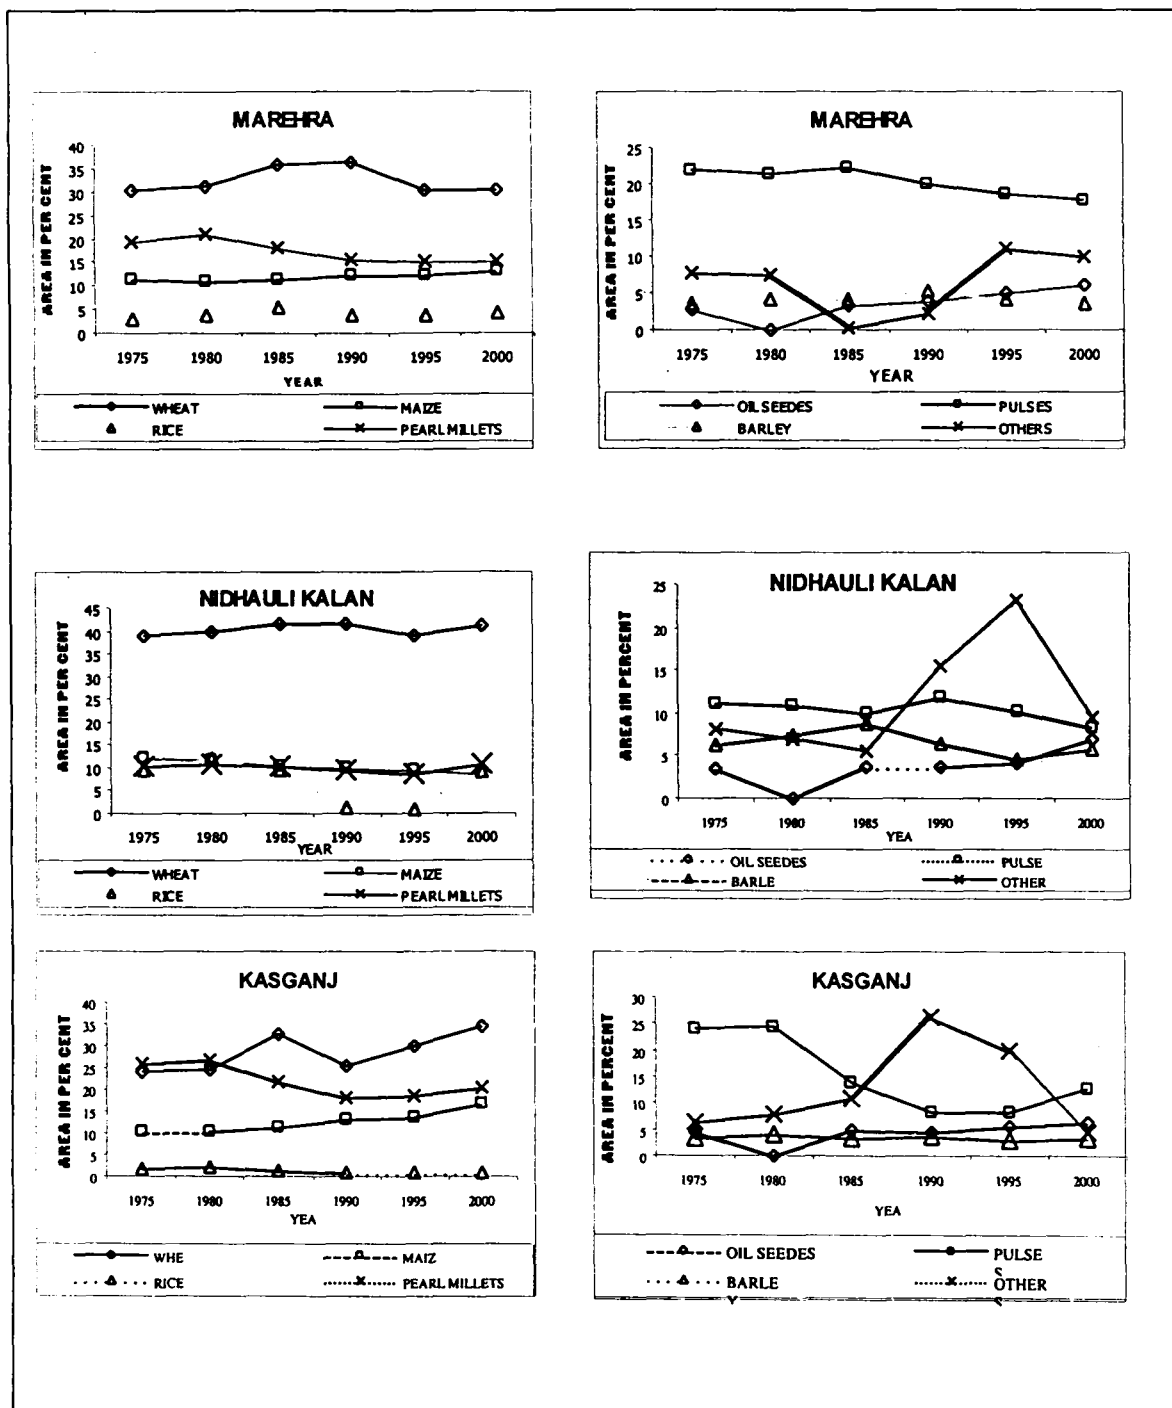 MAREHRA
AREA IN PER CENT
40
35
30
25
20
15
10
5
0
1975 1980 1985 1990 1995 2000
YEAR
WHEAT MAIZE
RICE PEARL MILLETS
MAREHRA
AREA IN PER CENT
25
20
15
10
5
0
1975 1980 1985 1990 1995 2000
YEAR
OIL SEEDES PULSES
BARLEY OTHERS
NIDHAULI KALAN
AREA IN PER CENT
45
40
35
30
25
20
15
10
5
0
1975 1980 1985 1990 1995 2000
YEAR
WHEAT MAIZE
RICE PEARL MILLETS
NIDHAULI KALAN
AREA IN PERCENT
25
20
15
10
5
0
1975 1980 1985 1990 1995 2000
YEA
OIL SEEDES PULSE
BARLE OTHER
KASGANJ
AREA IN PER CENT
40
35
30
25
20
15
10
5
0
1975 1980 1985 1990 1995 2000
YEA
WHE MAIZ
RICE PEARL MILLETS
KASGANJ
AREA IN PERCENT
30
25
20
15
10
5
0
1975 1980 1985 1990 1995 2000
YEA
OIL SEEDES PULSE
S
BARLE OTHER
Y S